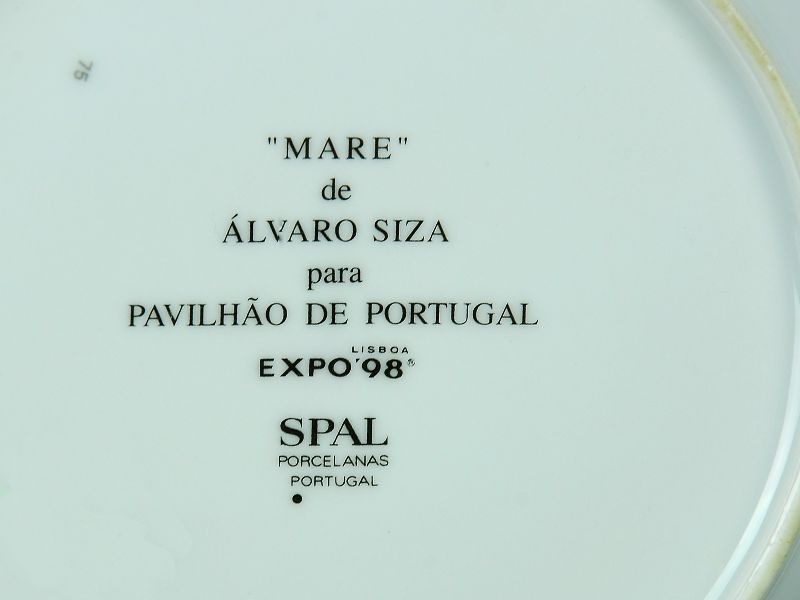 75
"MARE"
de
ÁLVARO SIZA
para
PAVILHÃO DE PORTUGAL
LISBOA
EXPO'98®
SPAL
PORCELANAS
PORTUGAL